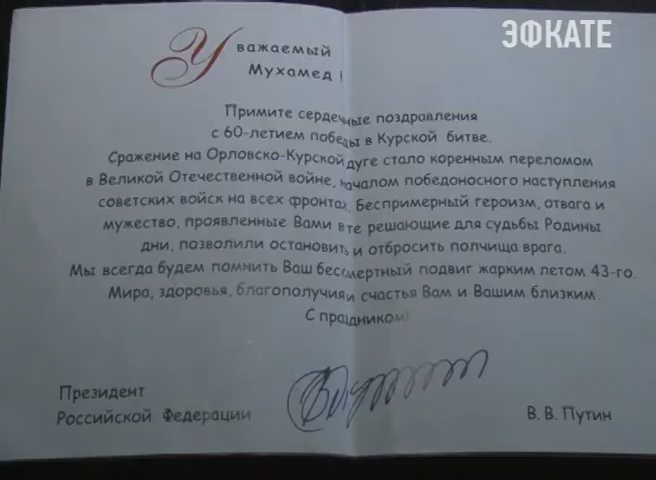 ЭФКАТЕ
Уважаемый
Мухамед
Примите сердечные поздравления
с 60-летием победы в Курской битве.
Сражение на Орловско-Курской дуге стало коренным переломом
в Великой Отечественной войне, началом победоносного наступления
советских войск на всех фронтах. Беспримерный героизм, отвага и
мужество, проявленные Вами в те решающие для судьбы Родины
дни, позволили остановить и отбросить полчища врага.
Мы всегда будем помнить Ваш бессмертный подвиг жарким летом 43-го.
Мира, здоровья, благополучия и счастья Вам и Вашим близким.
С праздником!
Президент
Российской Федерации
В. В. Путин